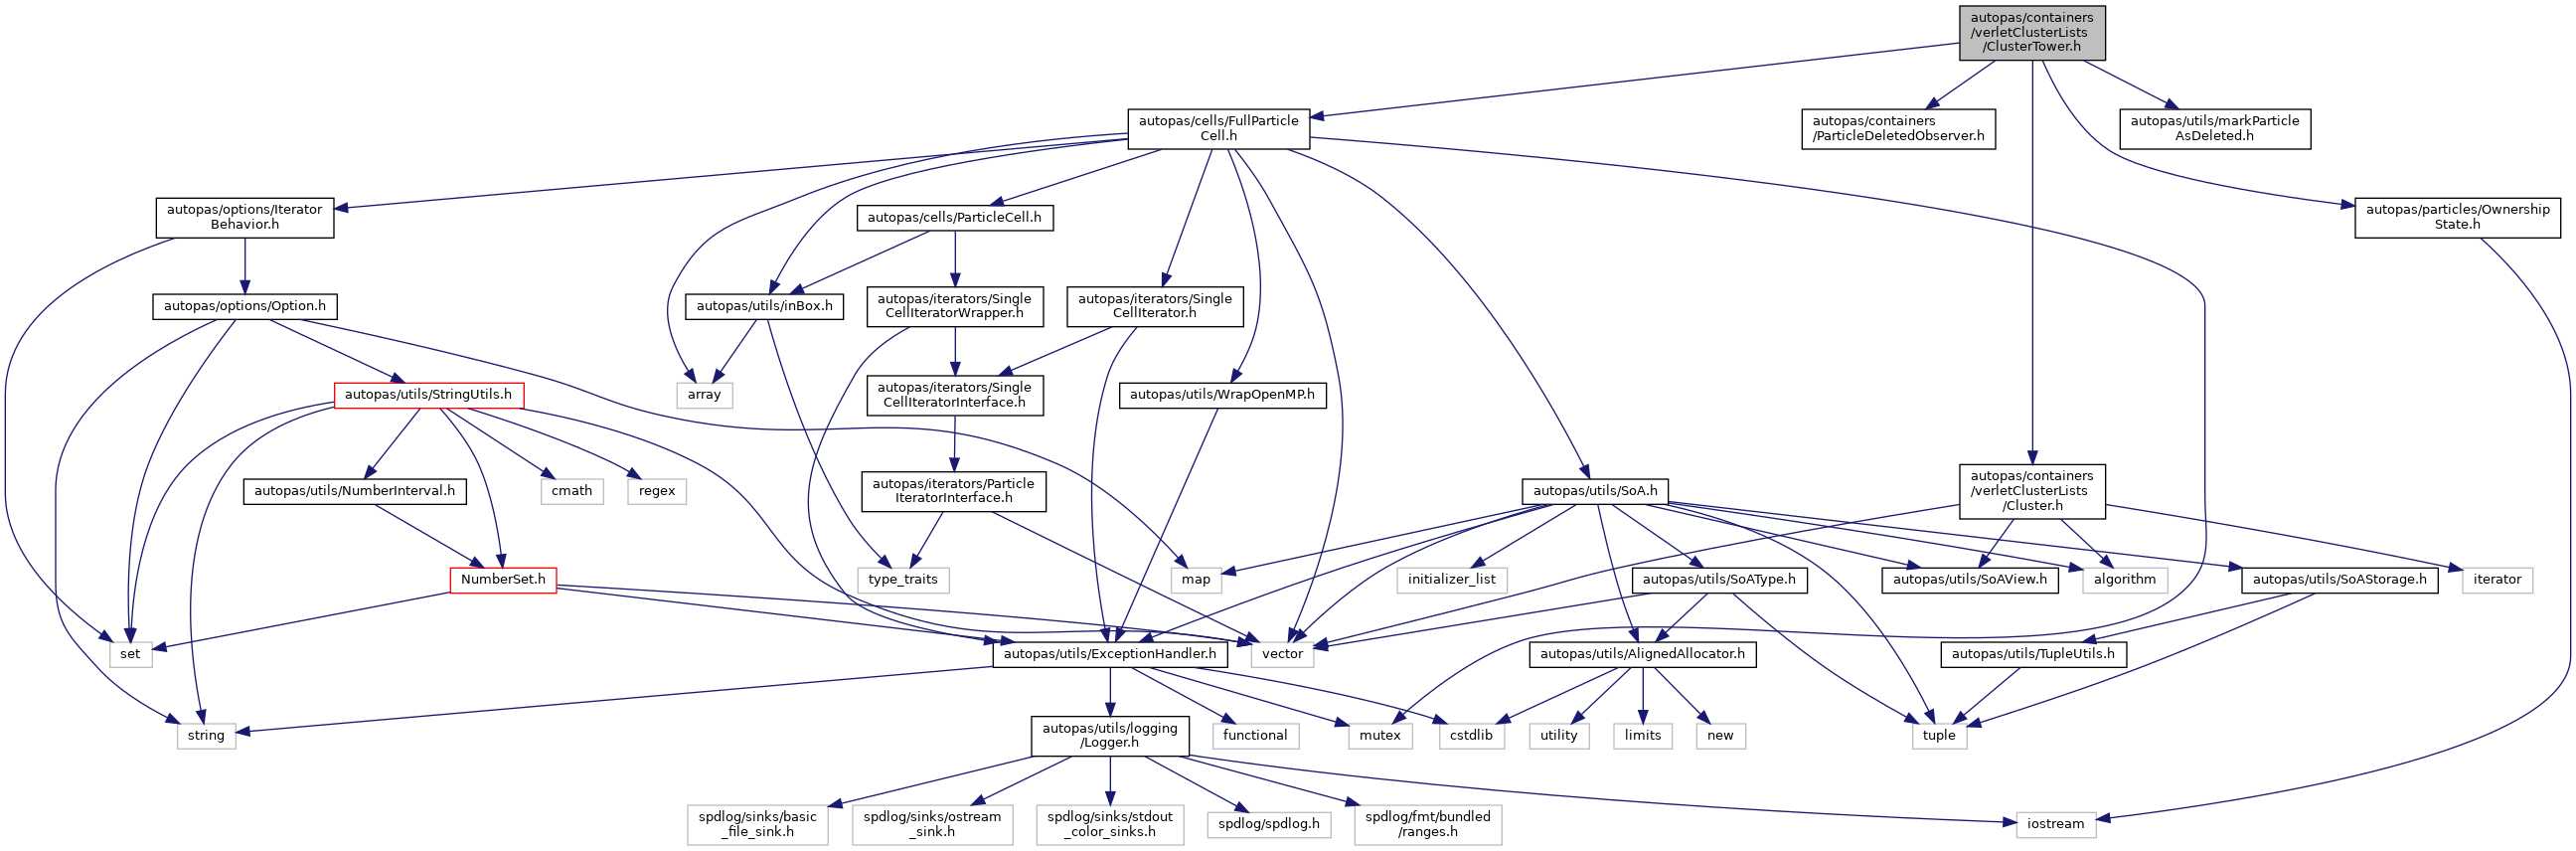 autopas/containers
/verletClusterLists
/ClusterTower.h
autopas/cells/FullParticle
Cell.h
autopas/containers
/ParticleDeletedObserver.h
autopas/utils/markParticle
AsDeleted.h
autopas/options/Iterator
Behavior.h
autopas/cells/ParticleCell.h
autopas/particles/Ownership
State.h
autopas/options/Option.h
autopas/utils/inBox.h
autopas/iterators/Single
CellIteratorWrapper.h
autopas/iterators/Single
CellIterator.h
autopas/utils/StringUtils.h
array
autopas/iterators/Single
CellIteratorInterface.h
autopas/utils/WrapOpenMP.h
autopas/utils/NumberInterval.h
cmath
regex
autopas/iterators/Particle
IteratorInterface.h
autopas/utils/SoA.h
autopas/containers
/verletClusterLists
/Cluster.h
NumberSet.h
type_traits
map
initializer_list
autopas/utils/SoAType.h
autopas/utils/SoAView.h
algorithm
autopas/utils/SoAStorage.h
iterator
set
autopas/utils/ExceptionHandler.h
vector
autopas/utils/AlignedAllocator.h
autopas/utils/TupleUtils.h
string
autopas/utils/logging
/Logger.h
functional
mutex
cstdlib
utility
limits
new
tuple
spdlog/sinks/basic
_file_sink.h
spdlog/sinks/ostream
_sink.h
spdlog/sinks/stdout
_color_sinks.h
spdlog/spdlog.h
spdlog/fmt/bundled
/ranges.h
iostream